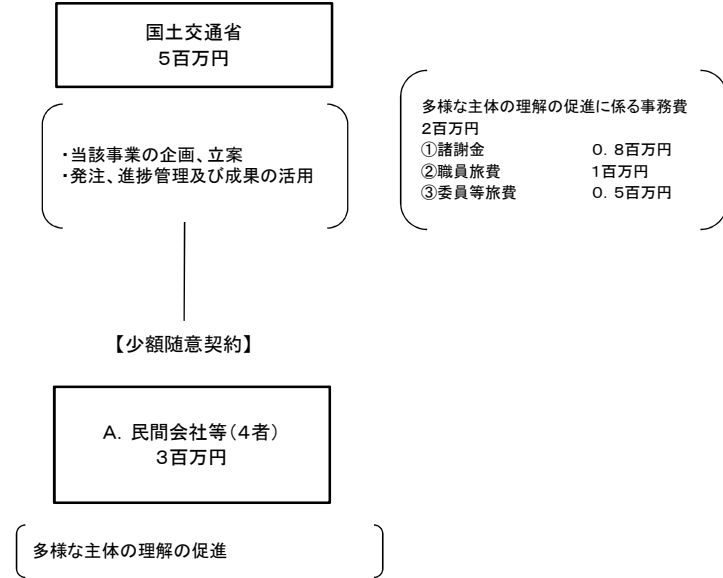 国土交通省
5百万円
・当該事業の企画、立案
・発注、進捗管理及び成果の活用
多様な主体の理解の促進に係る事務費
2百万円
①諸謝金 0.8百万円
②職員旅費 1百万円
③委員等旅費 0.5百万円
【少額随意契約】
A.民間会社等(4者)
3百万円
多様な主体の理解の促進